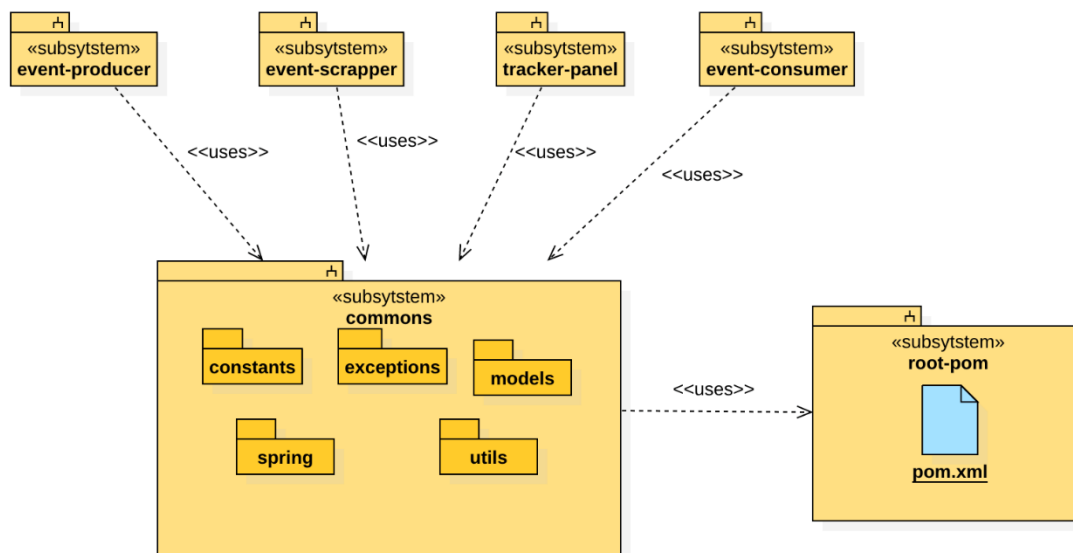 «subsytstem»
event-producer
«subsytstem»
event-scrapper
«subsytstem»
tracker-panel
«subsytstem»
event-consumer
<<uses>>
<<uses>>
<<uses>>
<<uses>>
«subsytstem»
commons
constants
exceptions
models
spring
utils
<<uses>>
«subsytstem»
root-pom
pom.xml